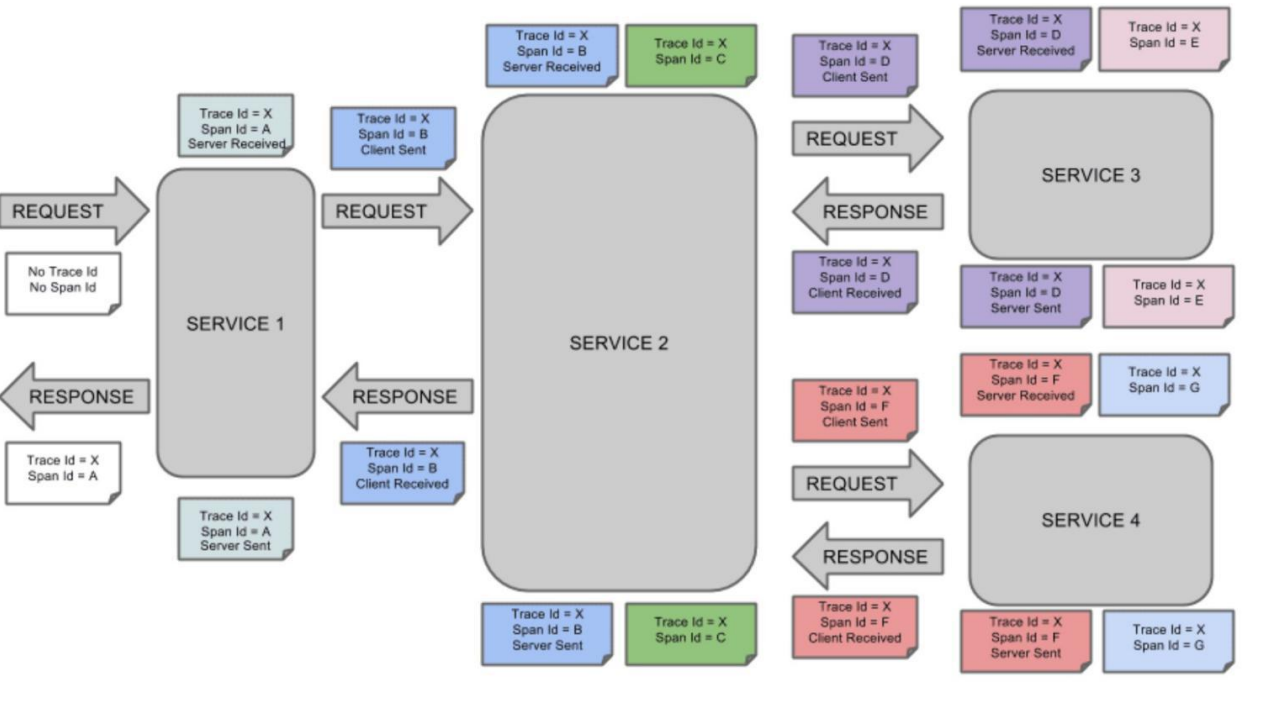 Trace Id = X
Span Id = B
Server Received
Trace Id = X
Span Id = C
Trace Id = X
Span Id = D
Client Sent
Trace Id = X
Span Id = D
Server Received
Trace Id = X
Span Id = E
Trace Id = X
Span Id = A
Server Received
Trace Id = X
Span Id = B
Client Sent
REQUEST
SERVICE 3
REQUEST
REQUEST
RESPONSE
No Trace Id
No Span Id
Trace Id = X
Span Id = D
Client Received
Trace Id = X
Span Id = D
Server Sent
Trace Id = X
Span Id = E
SERVICE 1
SERVICE 2
Trace Id = X
Span Id = F
Client Sent
Trace Id = X
Span Id = F
Server Received
Trace Id = X
Span Id = G
RESPONSE
RESPONSE
Trace Id = X
Span Id = A
Trace Id = X
Span Id = B
Client Received
REQUEST
SERVICE 4
Trace Id = X
Span Id = A
Server Sent
RESPONSE
Trace Id = X
Span Id = B
Server Sent
Trace Id = X
Span Id = C
Trace Id = X
Span Id = F
Client Received
Trace Id = X
Span Id = F
Server Sent
Trace Id = X
Span Id = G